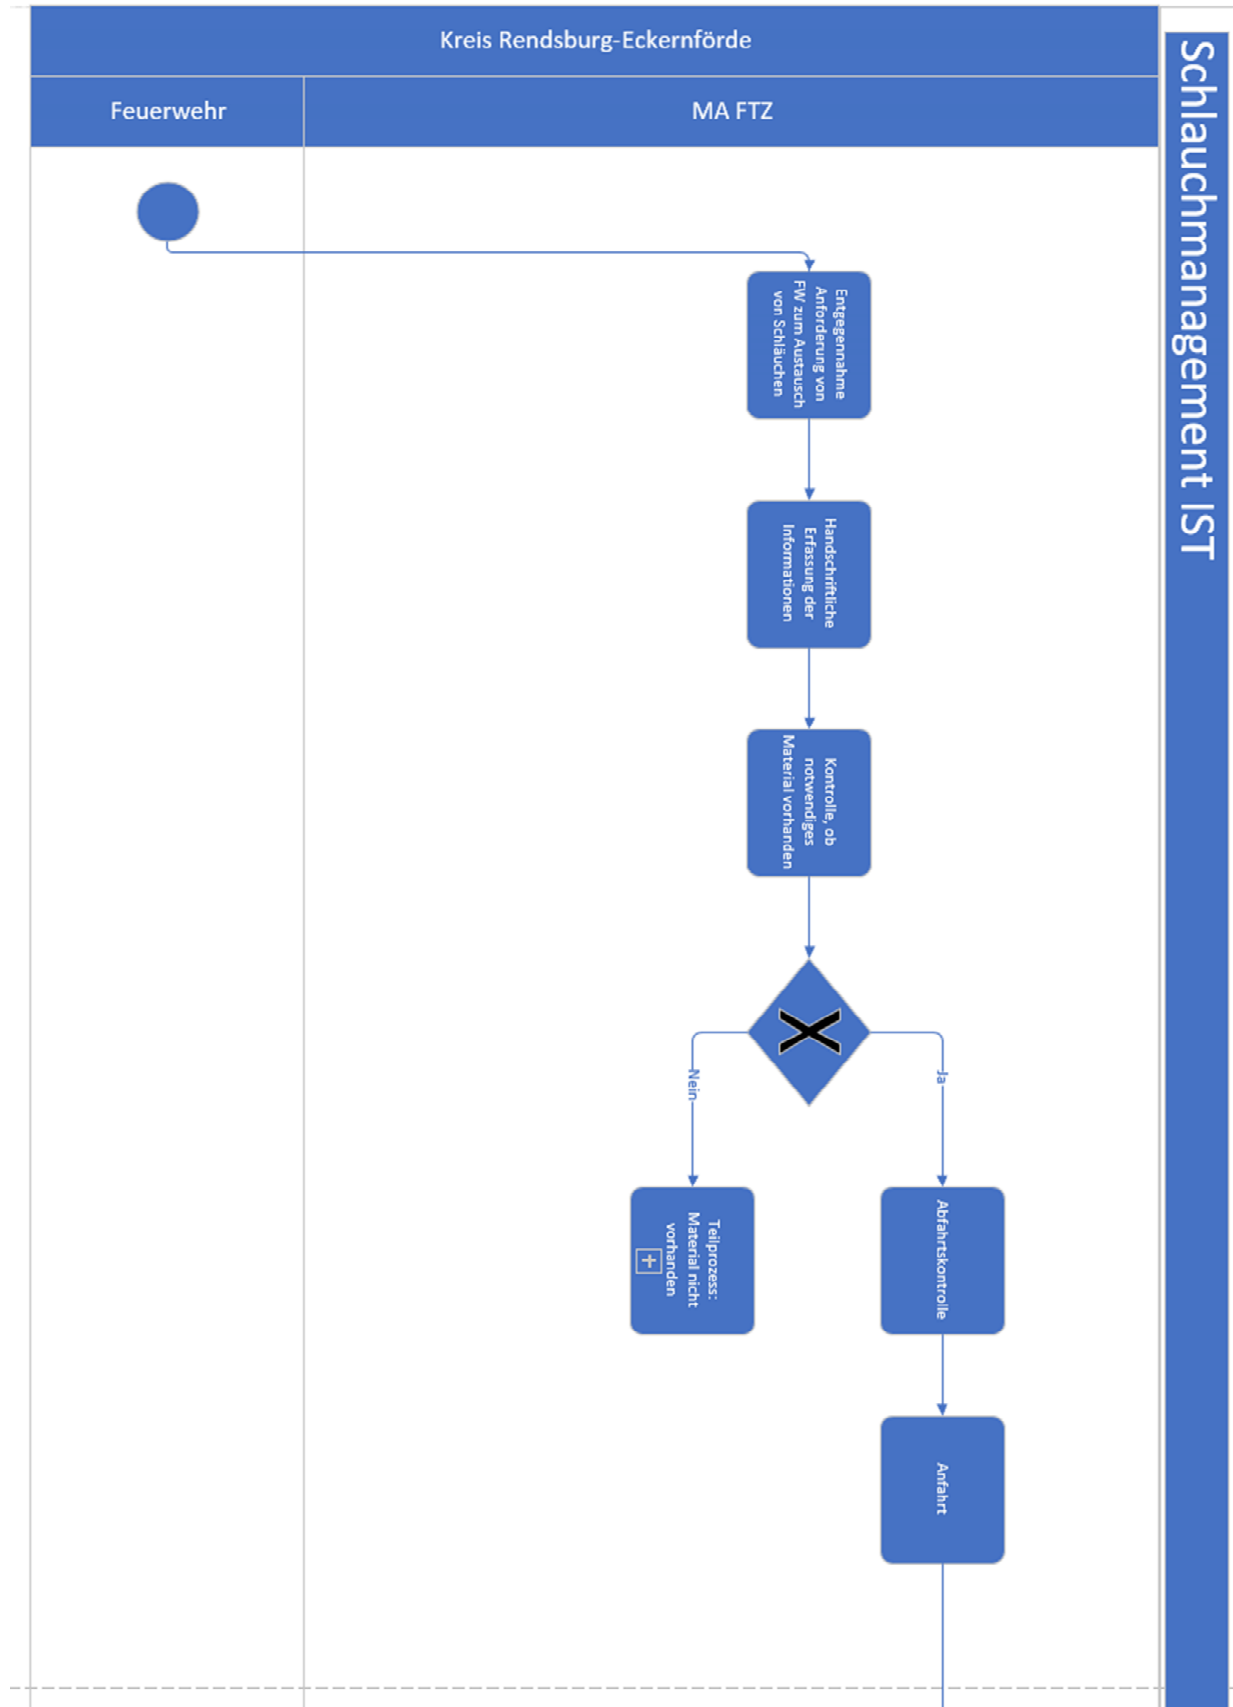 Schlauchmanagement IST
Kreis Rendsburg-Eckernförde
Feuerwehr
MA FTZ
Entgegennahme
Anforderung von
FW zum Austausch
von Schläuchen
Handschriftliche
Erfassung der
Informationen
Kontrolle, ob
notwendiges
Material vorhanden
X
Ja
Nein
Abfahrtskontrolle
Teilprozess:
Material nicht
vorhanden
Anfahrt